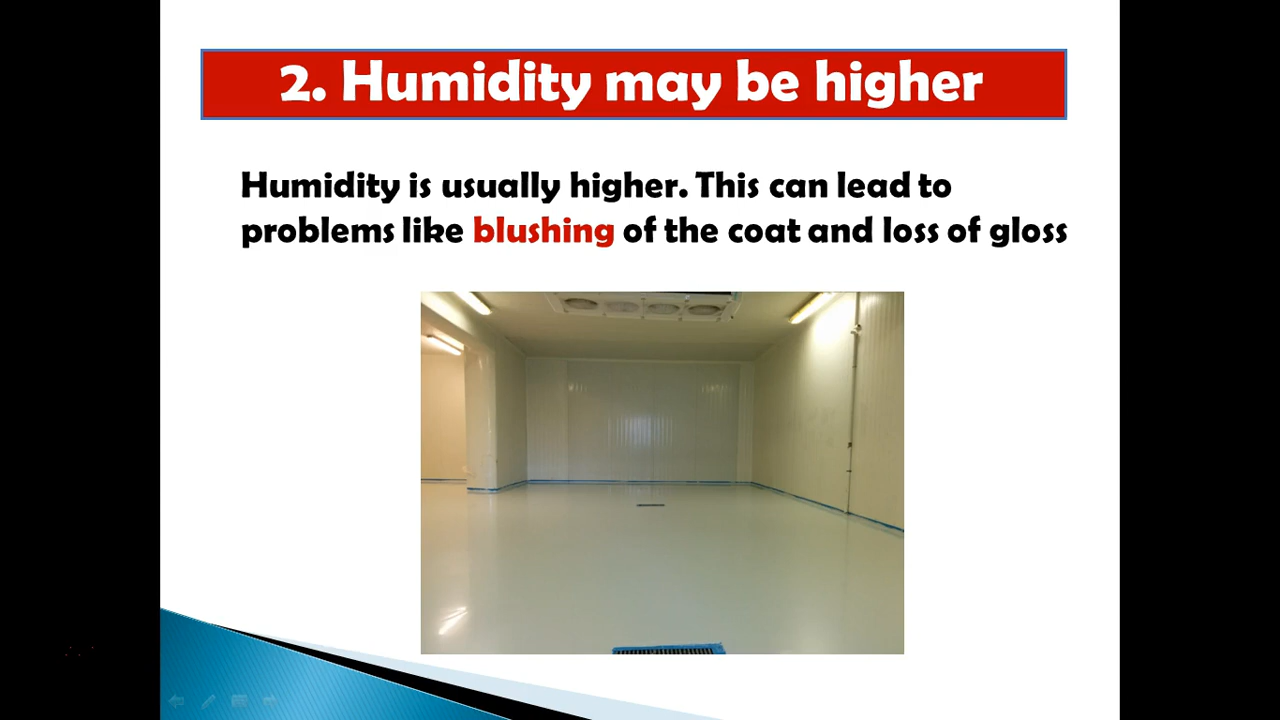 2. Humidity may be higher
Humidity is usually higher. This can lead to
problems like blushing of the coat and loss of gloss